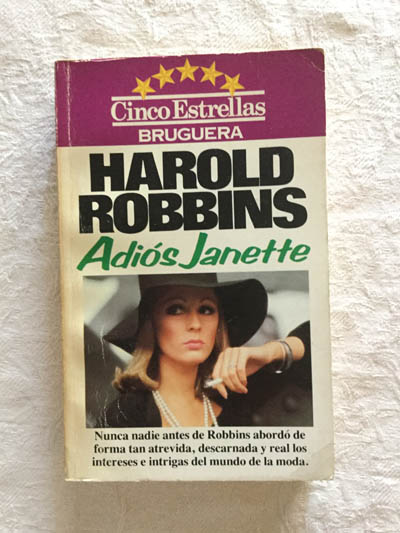 Cinco Estrellas
BRUGUERA
HAROLD
ROBBINS
Adiós Janette
Nunca nadie antes de Robbins abordó de
forma tan atrevida, descarnada y real los
intereses e intrigas del mundo de la moda.